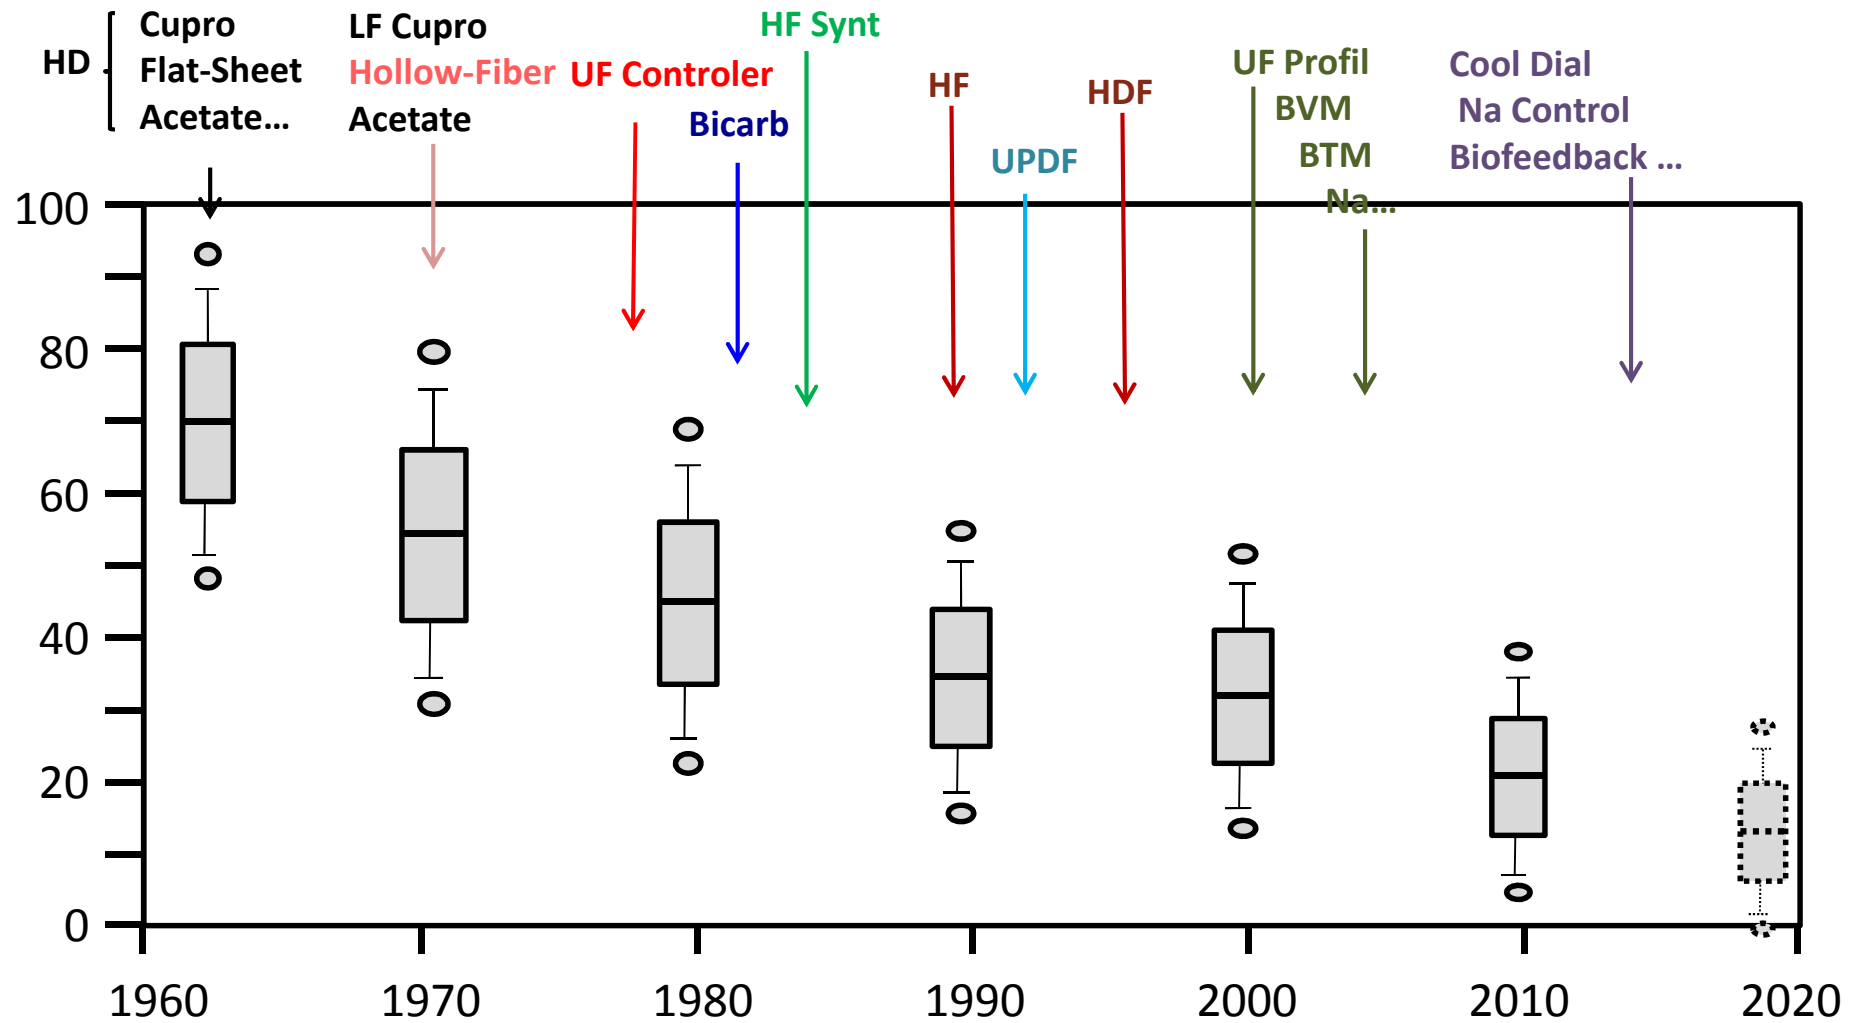 HD
Cupro
Flat-Sheet
Acetate…
LF Cupro
Hollow-Fiber
Acetate
UF Controler
Bicarb
HF Synt
HF
UPDF
HDF
UF Profil
BVM
BTM
Na…
Cool Dial
Na Control
Biofeedback …
100
80
60
40
20
0
1960 1970 1980 1990 2000 2010 2020